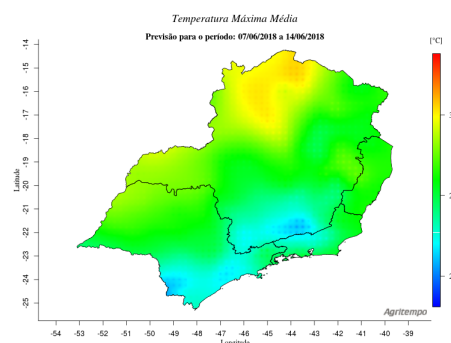 Temperatura Máxima Média
Previsão para o período: 07/06/2018 a 14/06/2018
[°C]
-14
-15
-16
-17
-18
-19
-20
-21
-22
-23
-24
-25
Latitude
-54 -53 -52 -51 -50 -49 -48 -47 -46 -45 -44 -43 -42 -41 -40 -39
Longitude
Agritempo